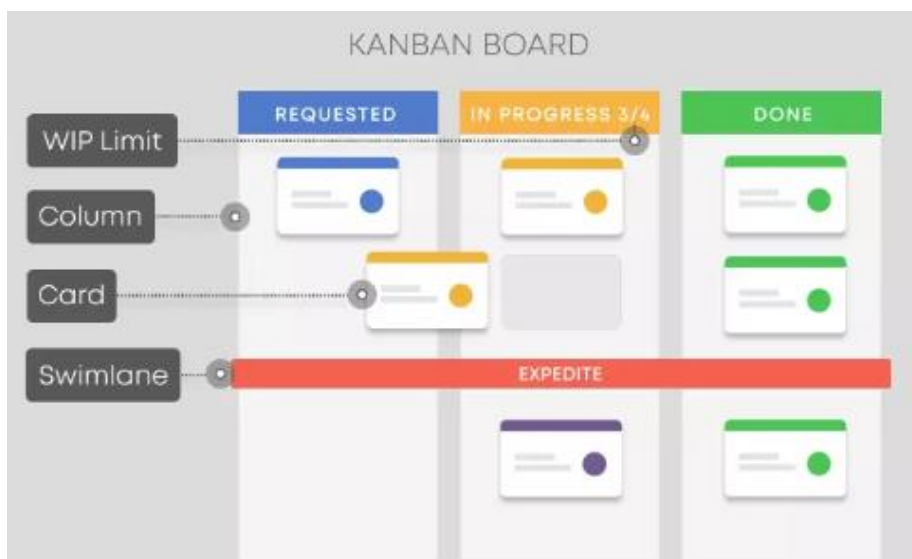 KANBAN BOARD
REQUESTED
IN PROGRESS 3/4
DONE
WIP Limit
Column
Card
Swimlane
EXPEDITE